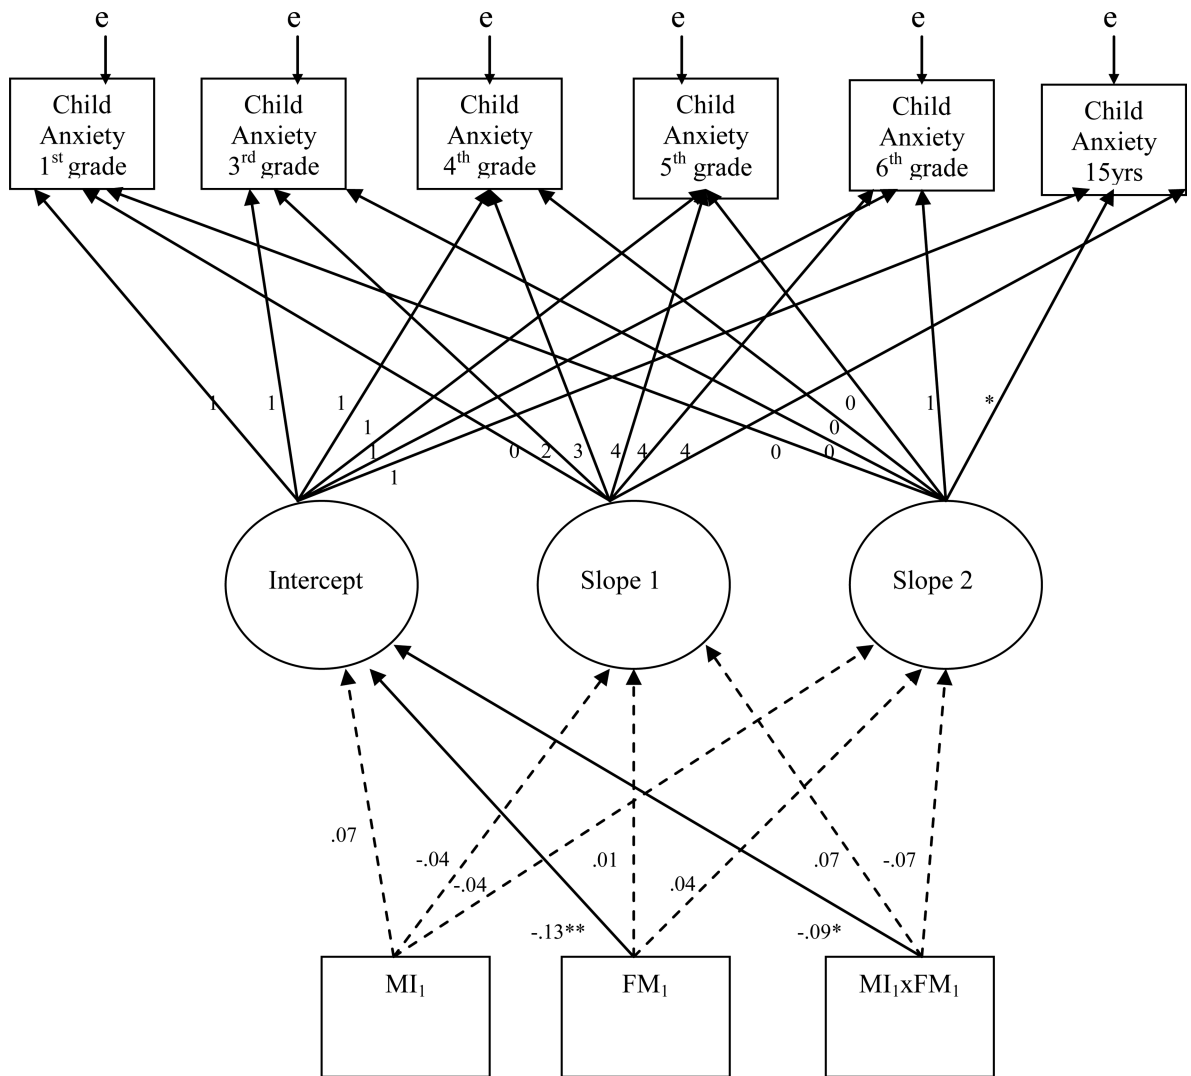 e e e e e e
Child
Anxiety
1st grade
Child
Anxiety
3rd grade
Child
Anxiety
4th grade
Child
Anxiety
5th grade
Child
Anxiety
6th grade
Child
Anxiety
15yrs
1 1 1 0 1 *
1 0
1 0 2 3 4 4 4 0 0
1
Intercept
Slope 1
Slope 2
.07
-.04 .01 .07 -.07
-.04 .04
-.13** -.09*
MI1
FM1
MI1xFM1